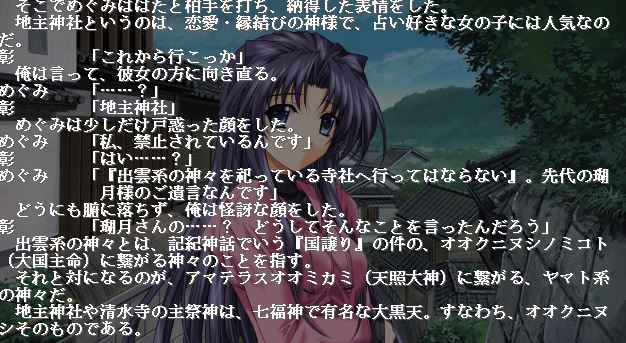 そこでめぐみははたと柏手を打ち、納得した表情をした。
地主神社というのは、恋愛・縁結びの神様で、占い好きな女の子には人気なの
だ。
彰　　　「これから行こっか」
俺は言って、彼女の方に向き直る。
めぐみ　「……？」
彰　　　「地主神社」
めぐみは少しだけ戸惑った顔をした。
めぐみ　「私、禁止されているんです」
彰　　　「はい……？」
めぐみ　「『出雲系の神々を祀っている寺社へ行ってはならない』。先代の瑚
月様のご遺言なんです」
どうにも腑に落ちず、俺は怪訝な顔をした。
彰　　　「瑚月さんの……？　どうしてそんなことを言ったんだろう」
出雲系の神々とは、記紀神話でいう『国譲り』の件の、オオクニヌシノミコト
（大国主命）に繋がる神々のことを指す。
それと対になるのが、アマテラスオオミカミ（天照大神）に繋がる、ヤマト系
の神々だ。
地主神社や清水寺の主祭神は、七福神で有名な大黒天。すなわち、オオクニヌ
シそのものである。